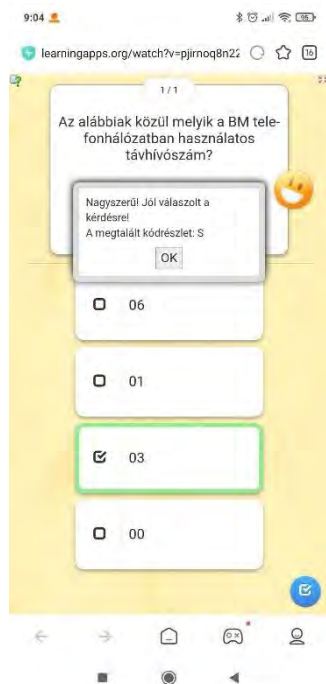 9:04
95
learningapps.org/watch?v=pjirnoq8n22
16
1 / 1
Az alábbiak közül melyik a BM tele-
fonhálózatban használatos
távhívószám?
Nagyszerű! Jól válaszolt a
kérdésre!
A megtalált kódrészlet: S
OK
06
01
03
00